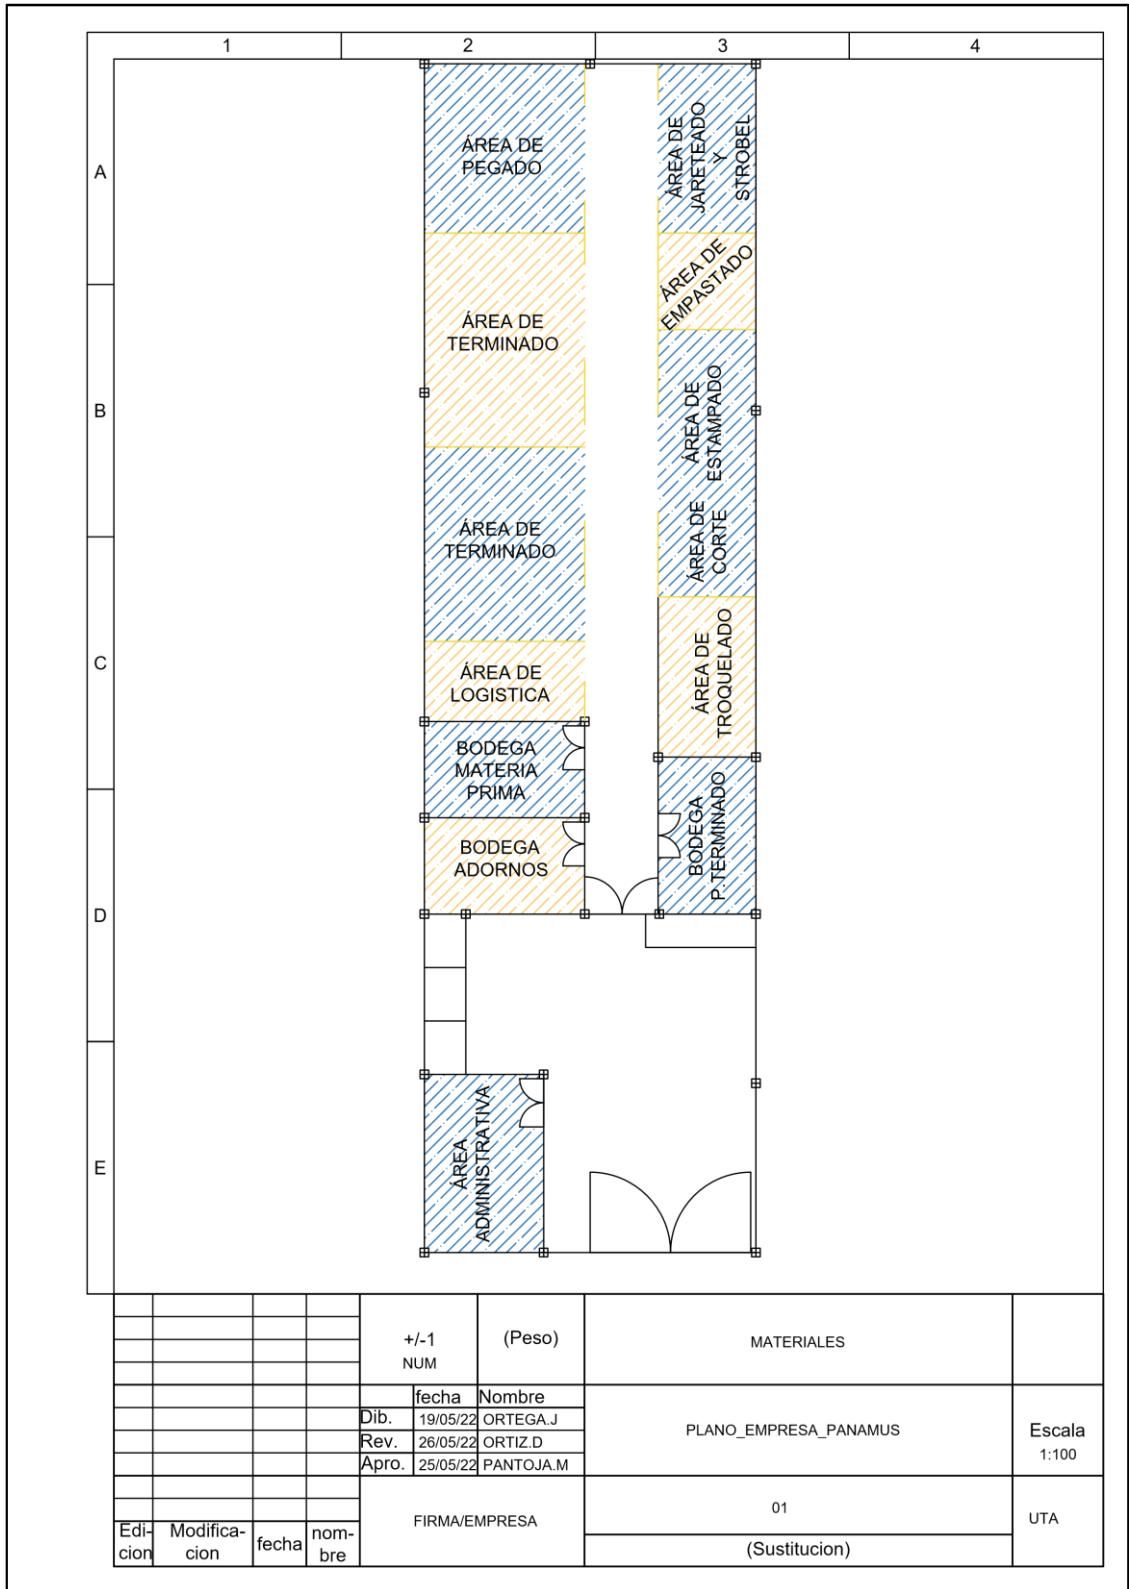 1 2 3 4
A
B
C
D
E
ÁREA DE
PEGADO
ÁREA DE
JARETEADO
Y
STROBEL
ÁREA DE
EMPASTADO
ÁREA DE
TERMINADO
ÁREA DE
ESTAMPADO
ÁREA DE
TERMINADO
ÁREA DE
CORTE
ÁREA DE
LOGISTICA
ÁREA DE
TROQUELADO
BODEGA
MATERIA
PRIMA
BODEGA
P.TERMINADO
BODEGA
ADORNOS
ÁREA
ADMINISTRATIVA
+/-1
NUM
(Peso)
MATERIALES
fecha Nombre
Dib. 19/05/22 ORTEGA.J
Rev. 26/05/22 ORTIZ.D
Apro. 25/05/22 PANTOJA.M
PLANO_EMPRESA_PANAMUS
Escala
1:100
FIRMA/EMPRESA
01
(Sustitucion)
UTA
Edi-
cion
Modifica-
cion
fecha
nom-
bre